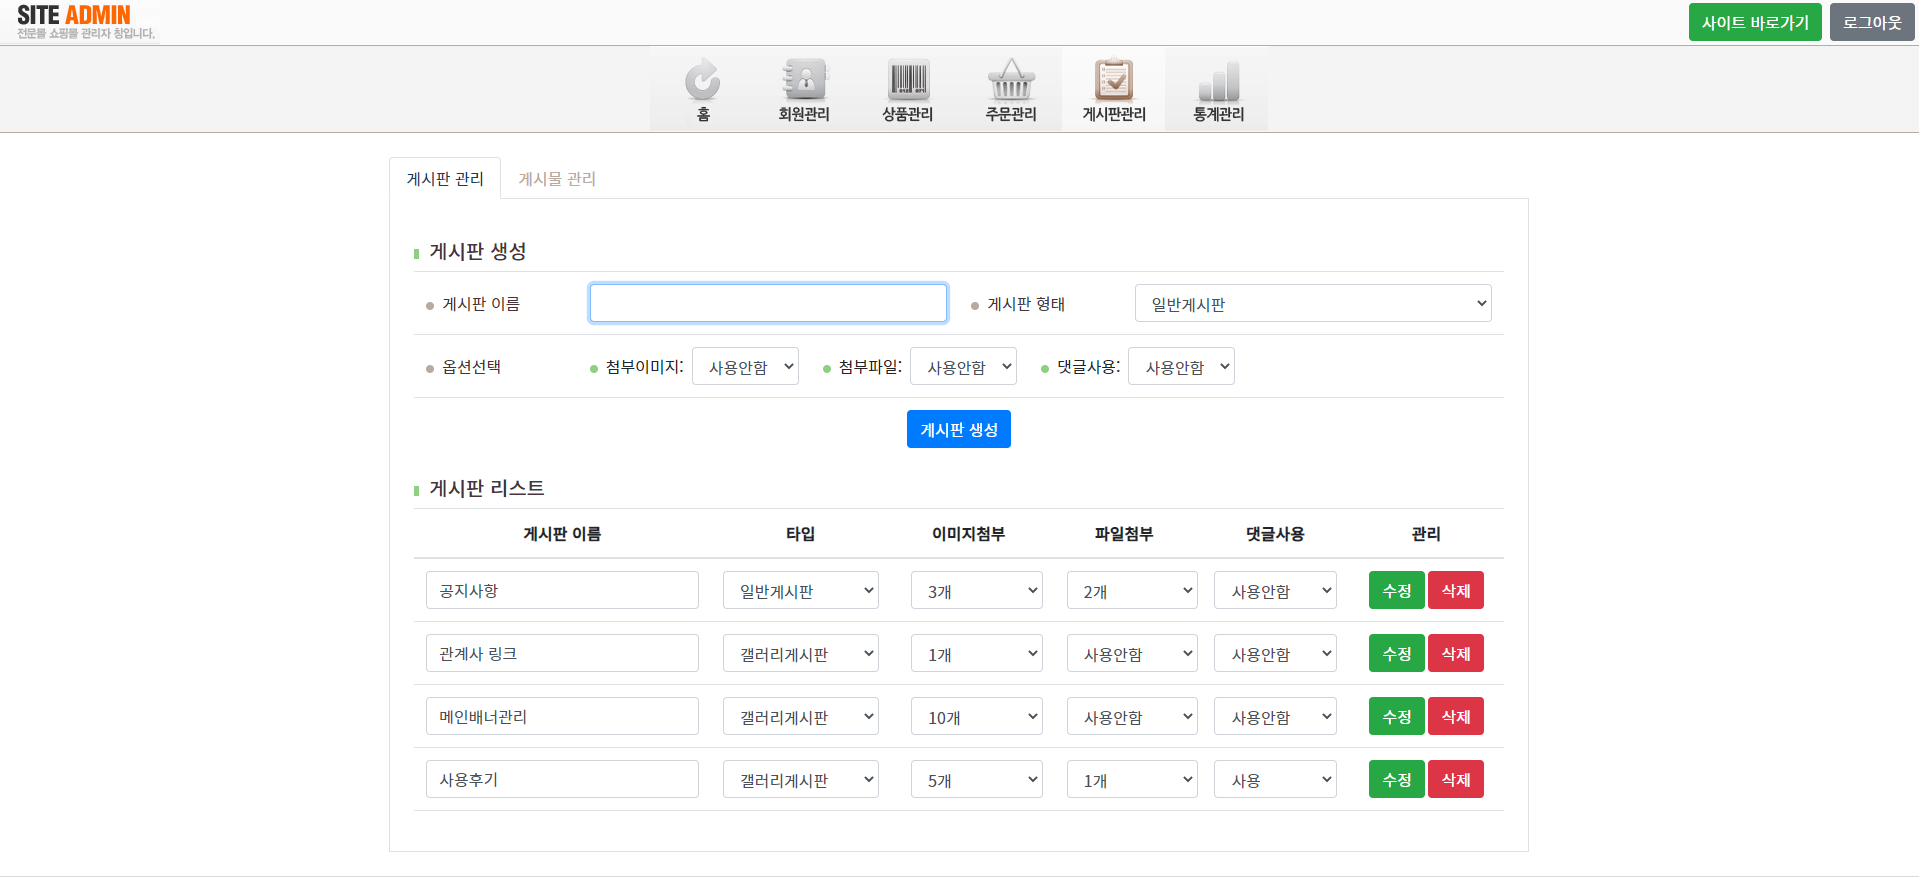 SITE ADMIN
전문몰 쇼핑몰 관리자 창입니다.
사이트 바로가기 로그아웃
홈 회원관리 상품관리 주문관리 게시판관리 통계관리
게시판 관리 게시물 관리
게시판 생성
게시판 이름 게시판 형태 일반게시판
옵션선택 첨부이미지: 사용안함 첨부파일: 사용안함 댓글사용: 사용안함
게시판 생성
게시판 리스트
게시판 이름 타입 이미지첨부 파일첨부 댓글사용 관리
공지사항 일반게시판 3개 2개 사용안함 수정 삭제
관계사 링크 갤러리게시판 1개 사용안함 사용안함 수정 삭제
메인배너관리 갤러리게시판 10개 사용안함 사용안함 수정 삭제
사용후기 갤러리게시판 5개 1개 사용 수정 삭제